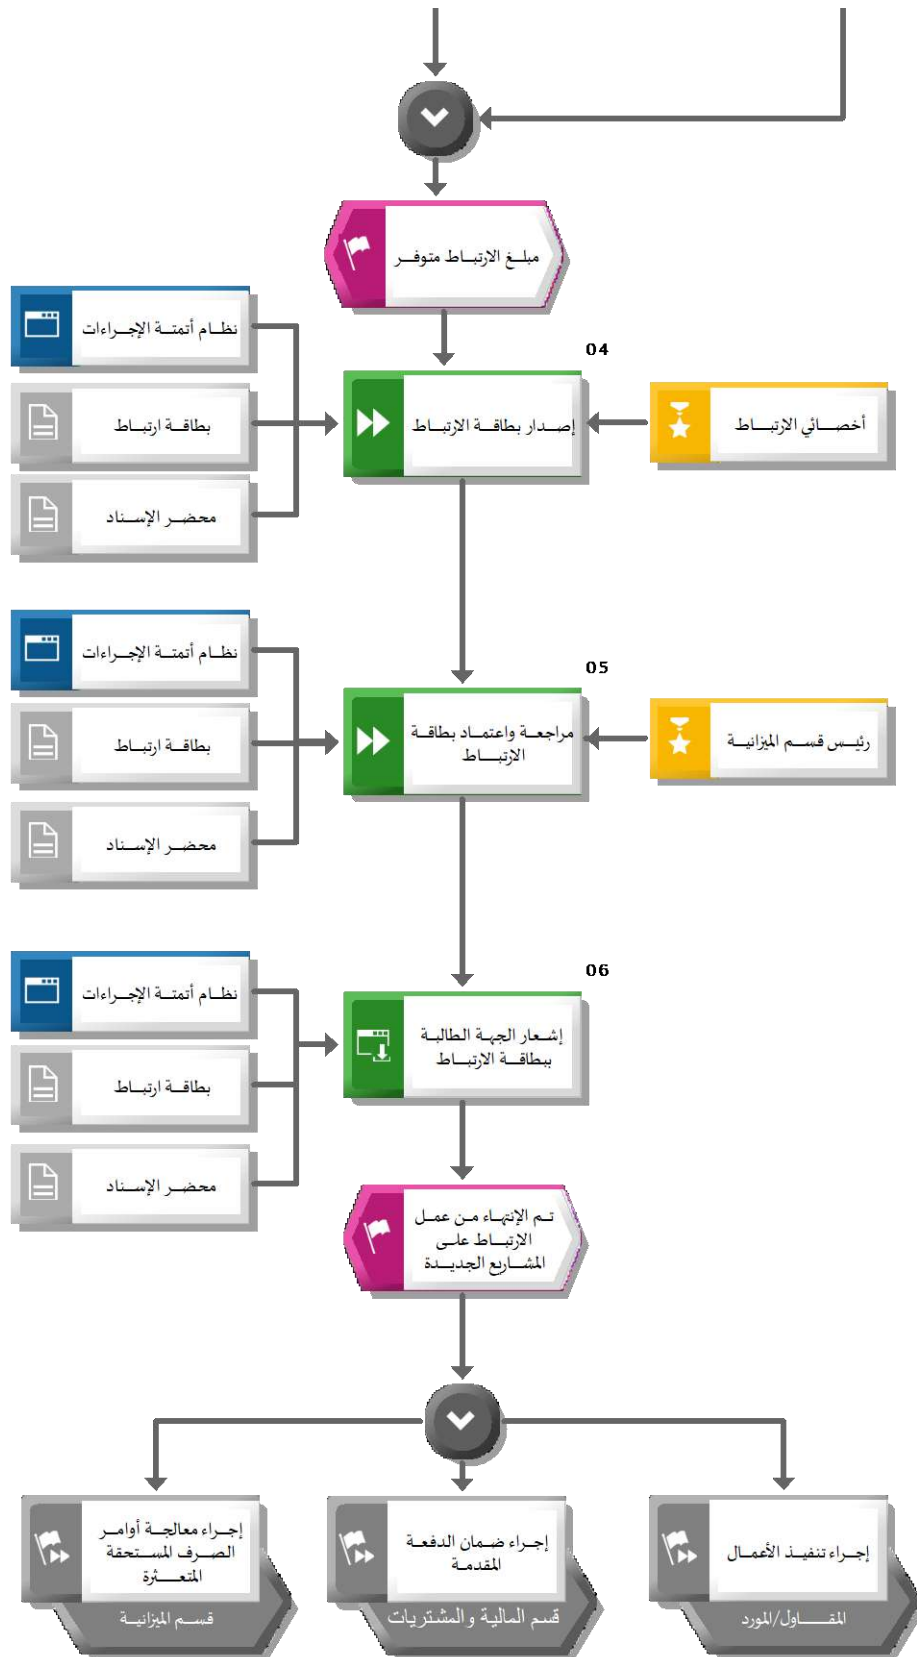 مبلغ الارتباط متوفر
04
أخصائي الارتباط
إصدار بطاقة الارتباط
نظام أتمتة الإجراءات
بطاقة ارتباط
محضر الإسناد
05
رئيس قسم الميزانية
مراجعة واعتماد بطاقة
الارتباط
نظام أتمتة الإجراءات
بطاقة ارتباط
محضر الإسناد
06
إشعار الجهة الطالبة
ببطاقة الارتباط
نظام أتمتة الإجراءات
بطاقة ارتباط
محضر الإسناد
تم الإنتهاء من عمل
الارتباط على
المشاريع الجديدة
إجراء تنفيذ الأعمال
المقاول/المورد
إجراء ضمان الدفعة
المقدمة
قسم المالية والمشتريات
إجراء معالجة أوامر
الصرف المستحقة
المتعثرة
قسم الميزانية